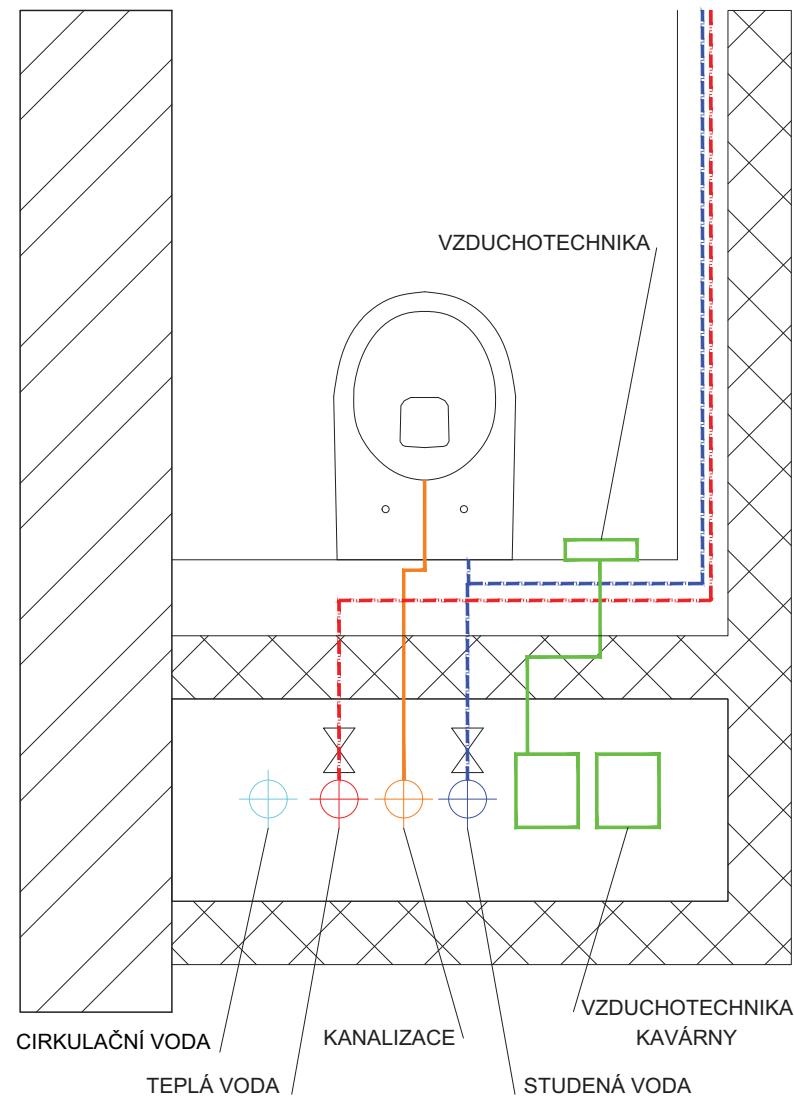 VZDUCHOTECHNIKA
VZDUCHOTECHNIKA
KAVÁRNY
CIRKULAČNÍ VODA
KANALIZACE
TEPLÁ VODA
STUDENÁ VODA